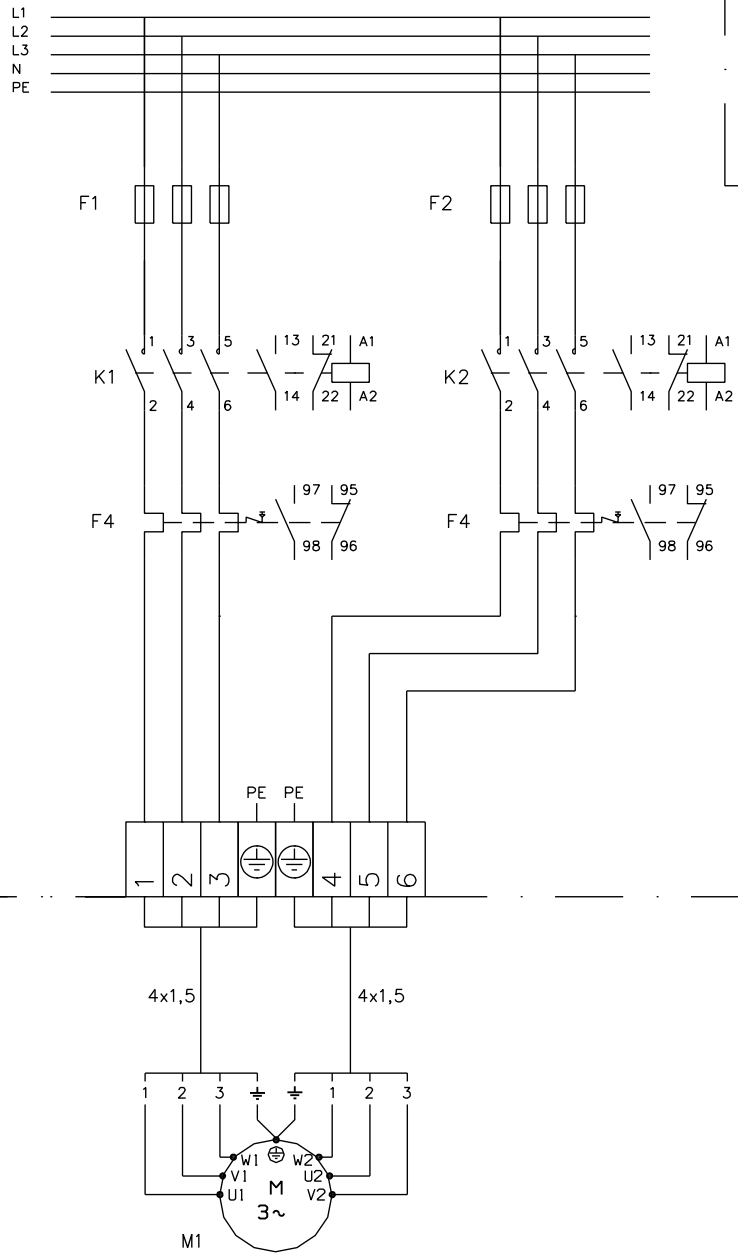 L1
L2
L3
N
PE
F1 F2
1 3 5 13 21 A1 1 3 5 13 21 A1
K1 K2
2 4 6 14 22 A2 2 4 6 14 22 A2
97 95 97 95
F4 F4
98 96 98 96
PE PE
1 2 3 4 5 6
4x1,5 4x1,5
1 2 3 1 2 3
W1 W2
V1 U2
U1 M V2
3~
M1